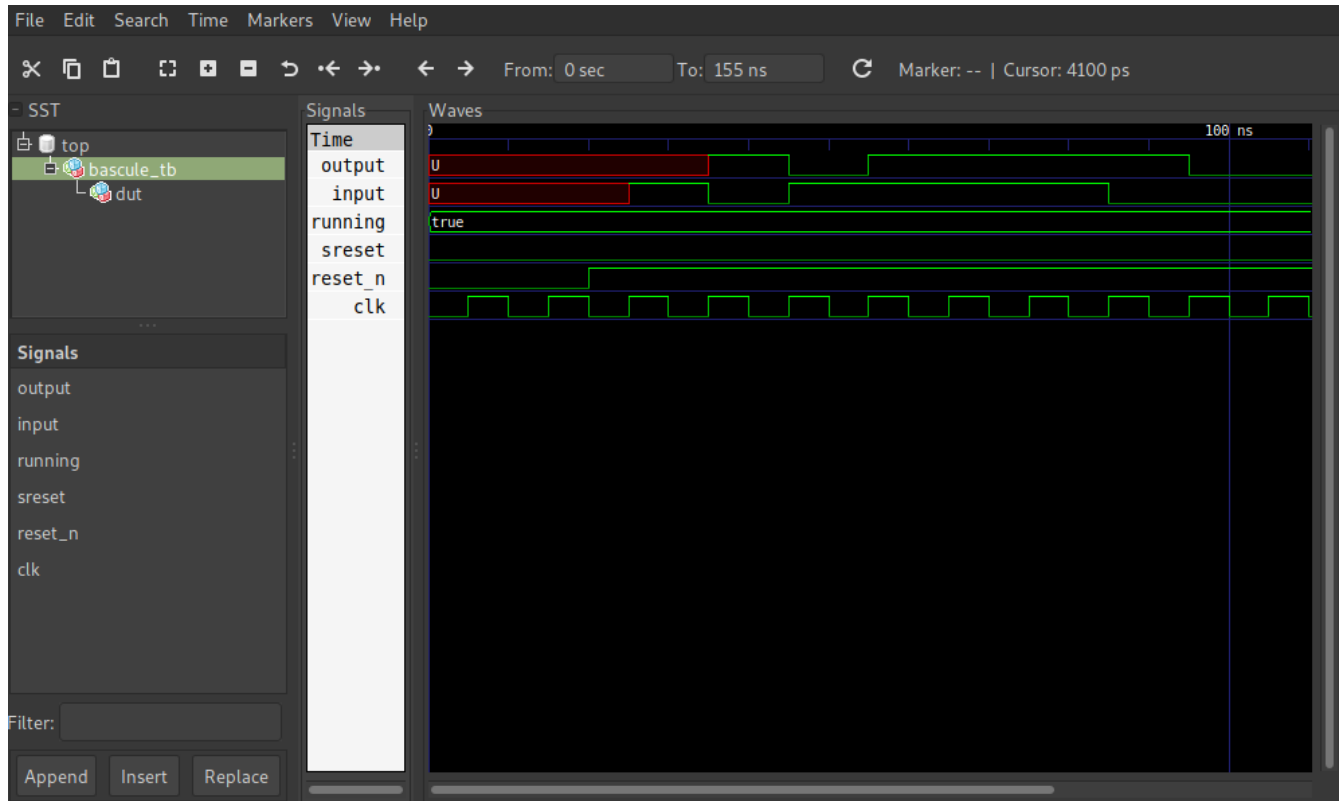 File Edit Search Time Markers View Help
From: 0 sec To: 155 ns Marker: -- | Cursor: 4100 ps
SST
top
bascule_tb
dut
Signals
output
input
running
sreset
reset_n
clk
Filter:
Append Insert Replace
Signals
Time
output
input
running
sreset
reset_n
clk
Waves
0 100 ns
U
U
true